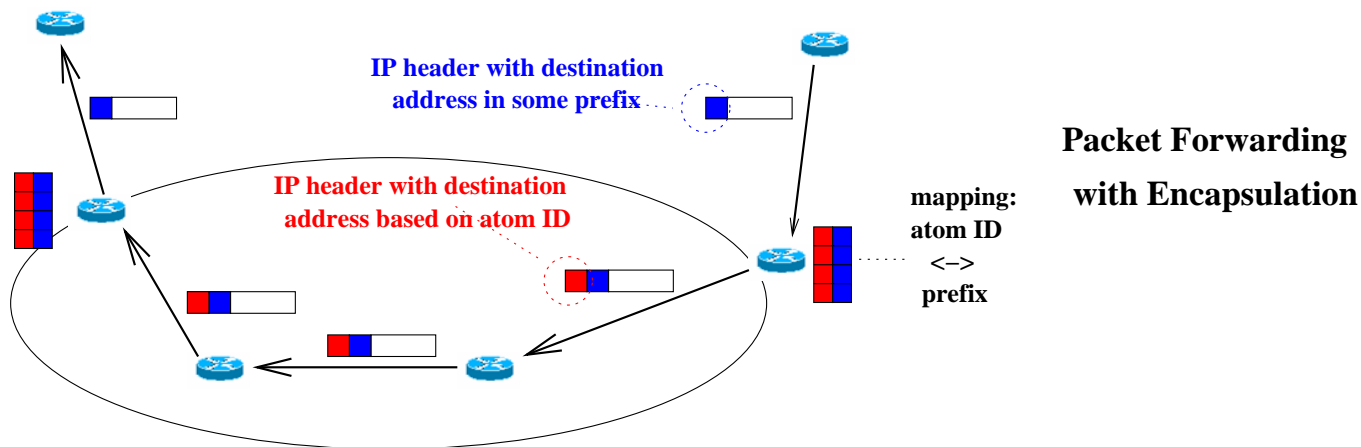 IP header with destination
address in some prefix
Packet Forwarding
with Encapsulation
IP header with destination
address based on atom ID
mapping:
atom ID
<->
prefix